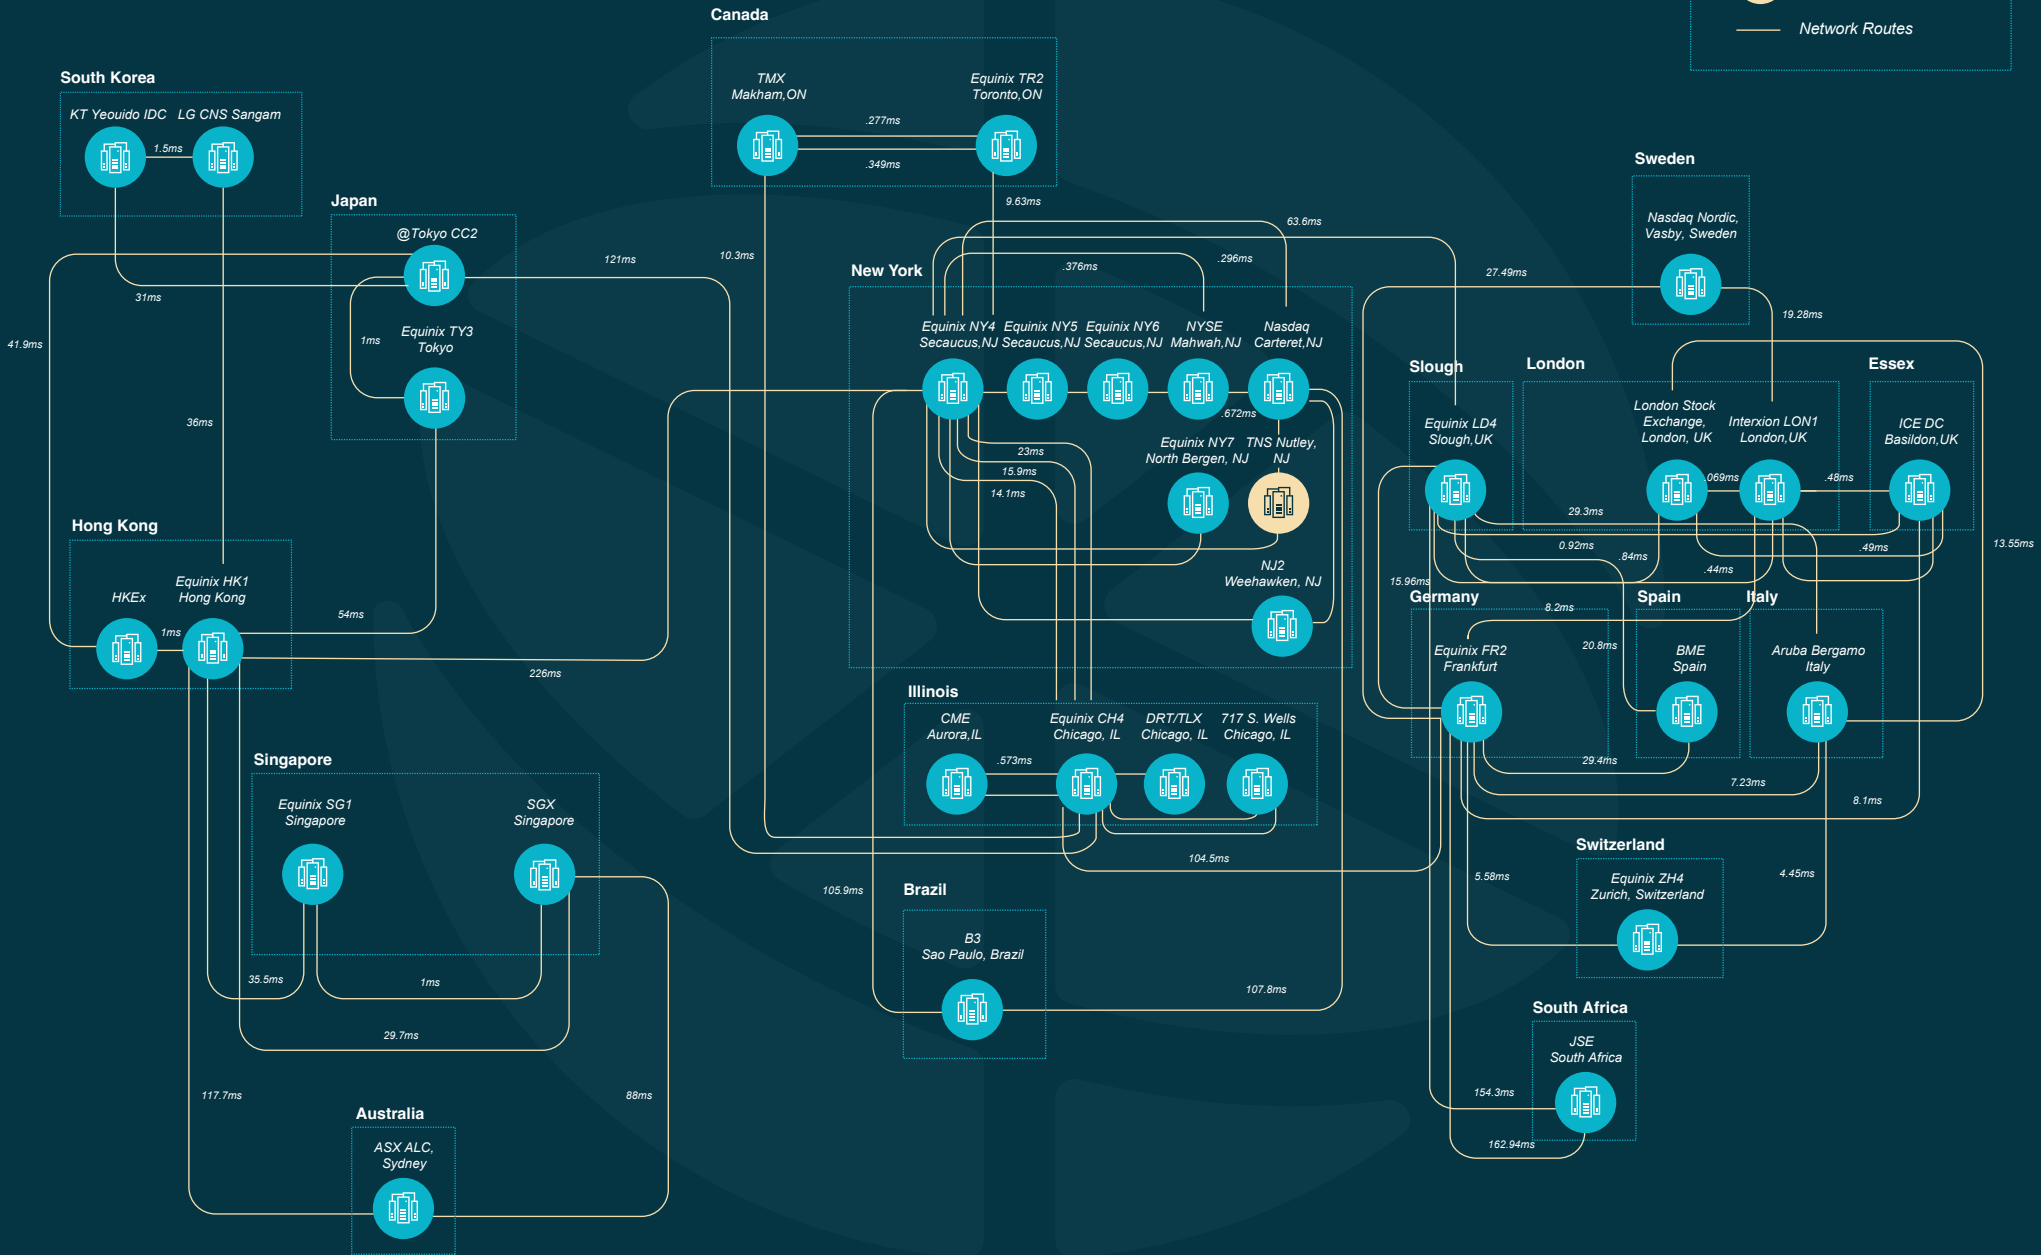 Canada
Network Routes
South Korea
TMX
Makham,ON
Equinix TR2
Toronto,ON
KT Yeouido IDC
LG CNS Sangam
1.5ms
.277ms
.349ms
Sweden
Japan
9.63ms
63.6ms
Nasdaq Nordic,
Vasby, Sweden
@Tokyo CC2
121ms
10.3ms
.376ms
.296ms
27.49ms
New York
31ms
19.28ms
Equinix TY3
Tokyo
41.9ms
1ms
Equinix NY4
Secaucus,NJ
Equinix NY5
Secaucus,NJ
Equinix NY6
Secaucus,NJ
NYSE
Mahwah,NJ
Nasdaq
Carteret,NJ
Slough
London
Essex
36ms
.672ms
London Stock
Exchange,
London, UK
Equinix LD4
Slough,UK
Interxion LON1
London,UK
ICE DC
Basildon,UK
23ms
15.9ms
14.1ms
Equinix NY7
North Bergen, NJ
TNS Nutley,
NJ
.069ms
.48ms
Hong Kong
29.3ms
0.92ms
.84ms
.49ms
13.55ms
.44ms
HKEx
Equinix HK1
Hong Kong
NJ2
Weehawken, NJ
15.96ms
Germany
Spain
Italy
8.2ms
54ms
1ms
20.8ms
Equinix FR2
Frankfurt
BME
Spain
Aruba Bergamo
Italy
226ms
Illinois
CME
Aurora,IL
Equinix CH4
Chicago, IL
DRT/TLX
Chicago, IL
717 S. Wells
Chicago, IL
.573ms
29.4ms
7.23ms
8.1ms
Singapore
Equinix SG1
Singapore
SGX
Singapore
104.5ms
Switzerland
105.9ms
Brazil
5.58ms
4.45ms
Equinix ZH4
Zurich, Switzerland
B3
Sao Paulo, Brazil
35.5ms
1ms
107.8ms
29.7ms
South Africa
JSE
South Africa
117.7ms
88ms
154.3ms
Australia
162.94ms
ASX ALC,
Sydney